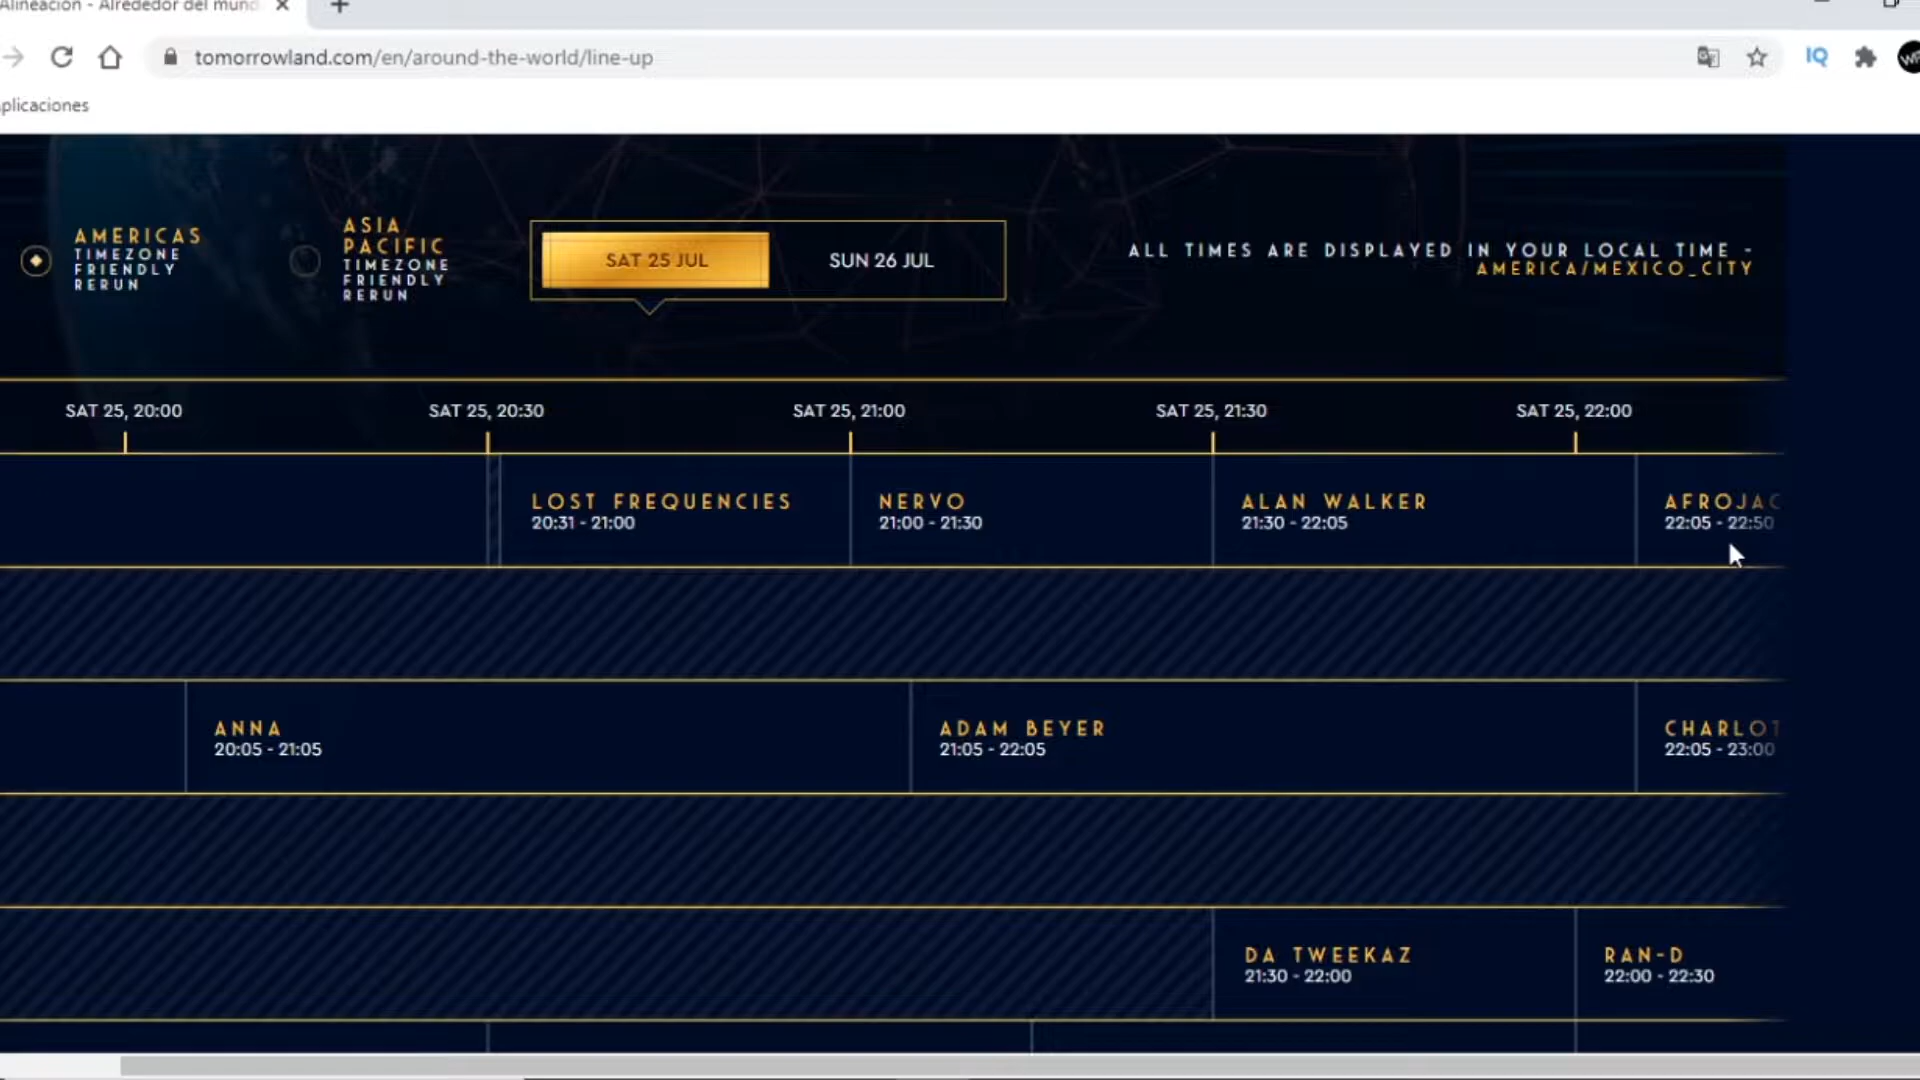 Alineación - Alrededor del mund
tomorrowland.com/en/around-the-world/line-up
IQ
plicaciones
AMERICAS
TIMEZONE
FRIENDLY
RERUN
ASIA
PACIFIC
TIMEZONE
FRIENDLY
RERUN
SAT 25 JUL
SUN 26 JUL
ALL TIMES ARE DISPLAYED IN YOUR LOCAL TIME -
AMERICA/MEXICO_CITY
SAT 25, 20:00
SAT 25, 20:30
SAT 25, 21:00
SAT 25, 21:30
SAT 25, 22:00
LOST FREQUENCIES
20:31 - 21:00
NERVO
21:00 - 21:30
ALAN WALKER
21:30 - 22:05
AFROJAC
22:05 - 22:50
ANNA
20:05 - 21:05
ADAM BEYER
21:05 - 22:05
CHARLOT
22:05 - 23:00
DA TWEEKAZ
21:30 - 22:00
RAN-D
22:00 - 22:30